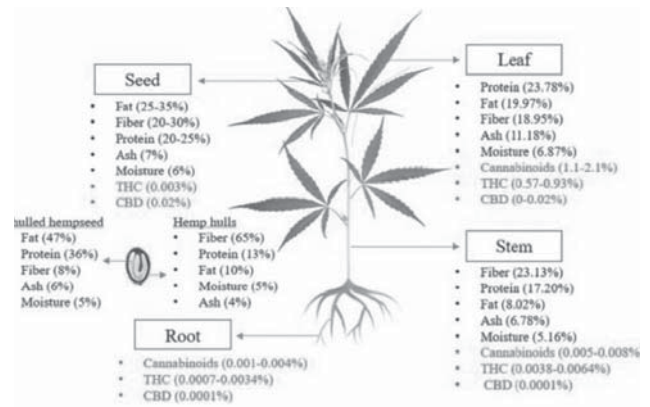 Seed
Fat (25-35%)
Fiber (20-30%)
Protein (20-25%)
Ash (7%)
Moisture (6%)
THC (0.003%)
CBD (0.02%)
Leaf
Protein (23.78%)
Fat (19.97%)
Fiber (18.95%)
Ash (11.18%)
Moisture (6.87%)
Cannabinoids (1.1-2.1%)
THC (0.57-0.93%)
CBD (0-0.02%)
hulled hempseed
Fat (47%)
Protein (36%)
Fiber (8%)
Ash (6%)
Moisture (5%)
Hemp hulls
Fiber (65%)
Protein (13%)
Fat (10%)
Moisture (5%)
Ash (4%)
Stem
Fiber (23.13%)
Protein (17.20%)
Fat (8.02%)
Ash (6.78%)
Moisture (5.16%)
Cannabinoids (0.005-0.008%
THC (0.0038-0.0064%)
CBD (0.0001%)
Root
Cannabinoids (0.001-0.004%)
THC (0.0007-0.0034%)
CBD (0.0001%)